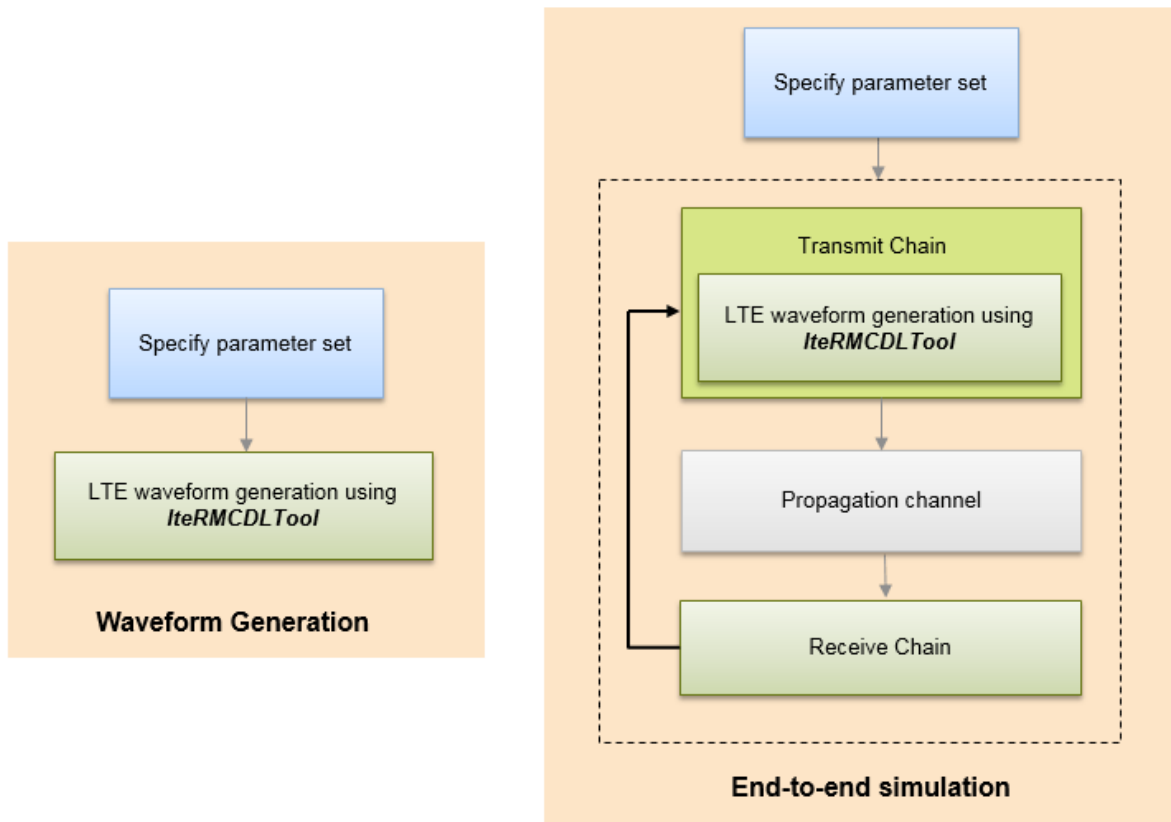 Specify parameter set
LTE waveform generation using
lteRMCDLTool
Waveform Generation
Specify parameter set
Transmit Chain
LTE waveform generation using
lteRMCDLTool
Propagation channel
Receive Chain
End-to-end simulation